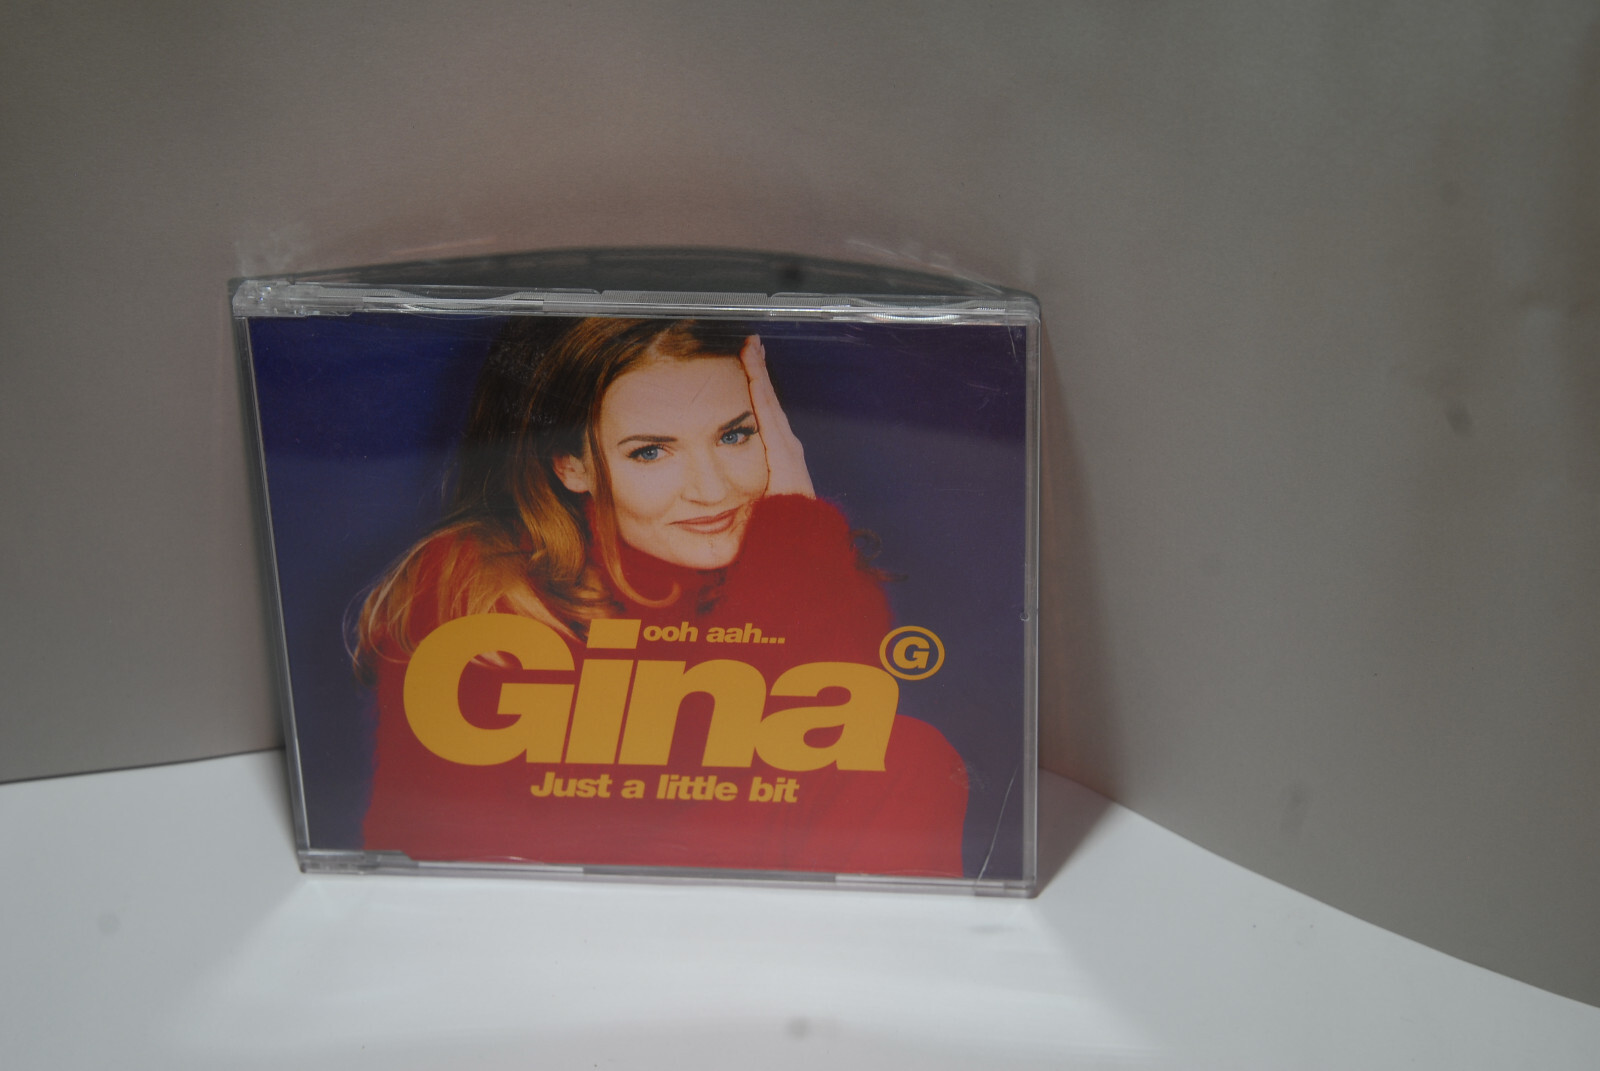 ooh aah...
Gina G
Just a little bit